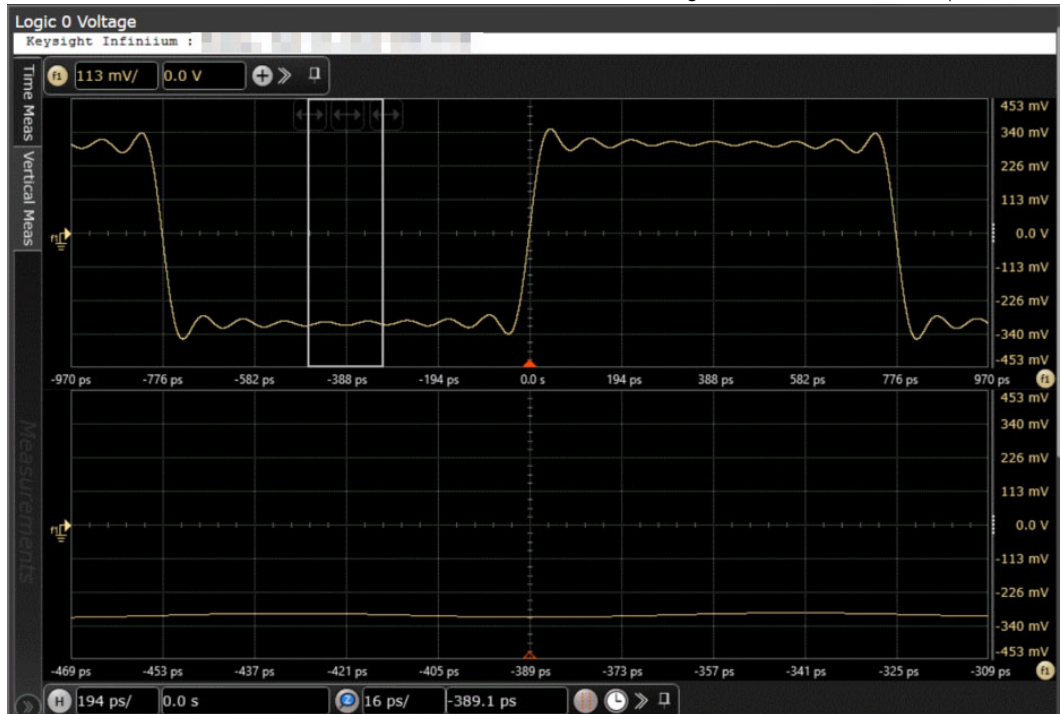 Logic 0 Voltage
Keysight Infiniium :
Time Meas
Vertical Meas
Measurements
f1 113 mV/ 0.0 V
453 mV
340 mV
226 mV
113 mV
0.0 V
-113 mV
-226 mV
-340 mV
-453 mV
f1
-970 ps -776 ps -582 ps -388 ps -194 ps 0.0 s 194 ps 388 ps 582 ps 776 ps 970 ps f1
453 mV
340 mV
226 mV
113 mV
0.0 V
-113 mV
-226 mV
-340 mV
-453 mV
f1
-469 ps -453 ps -437 ps -421 ps -405 ps -389 ps -373 ps -357 ps -341 ps -325 ps -309 ps f1
H 194 ps/ 0.0 s Z 16 ps/ -389.1 ps